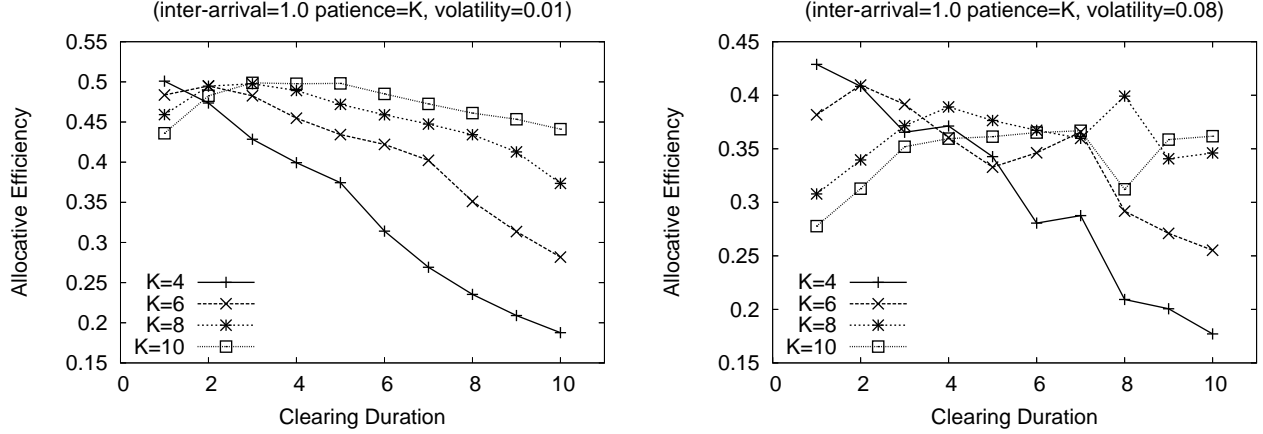 (inter-arrival=1.0 patience=K, volatility=0.01)
0.55
0.5
0.45
0.4
0.35
0.3
0.25
0.2
0.15
Allocative Efficiency
K=4
K=6
K=8
K=10
0 2 4 6 8 10
Clearing Duration
(inter-arrival=1.0 patience=K, volatility=0.08)
0.45
0.4
0.35
0.3
0.25
0.2
0.15
Allocative Efficiency
K=4
K=6
K=8
K=10
0 2 4 6 8 10
Clearing Duration